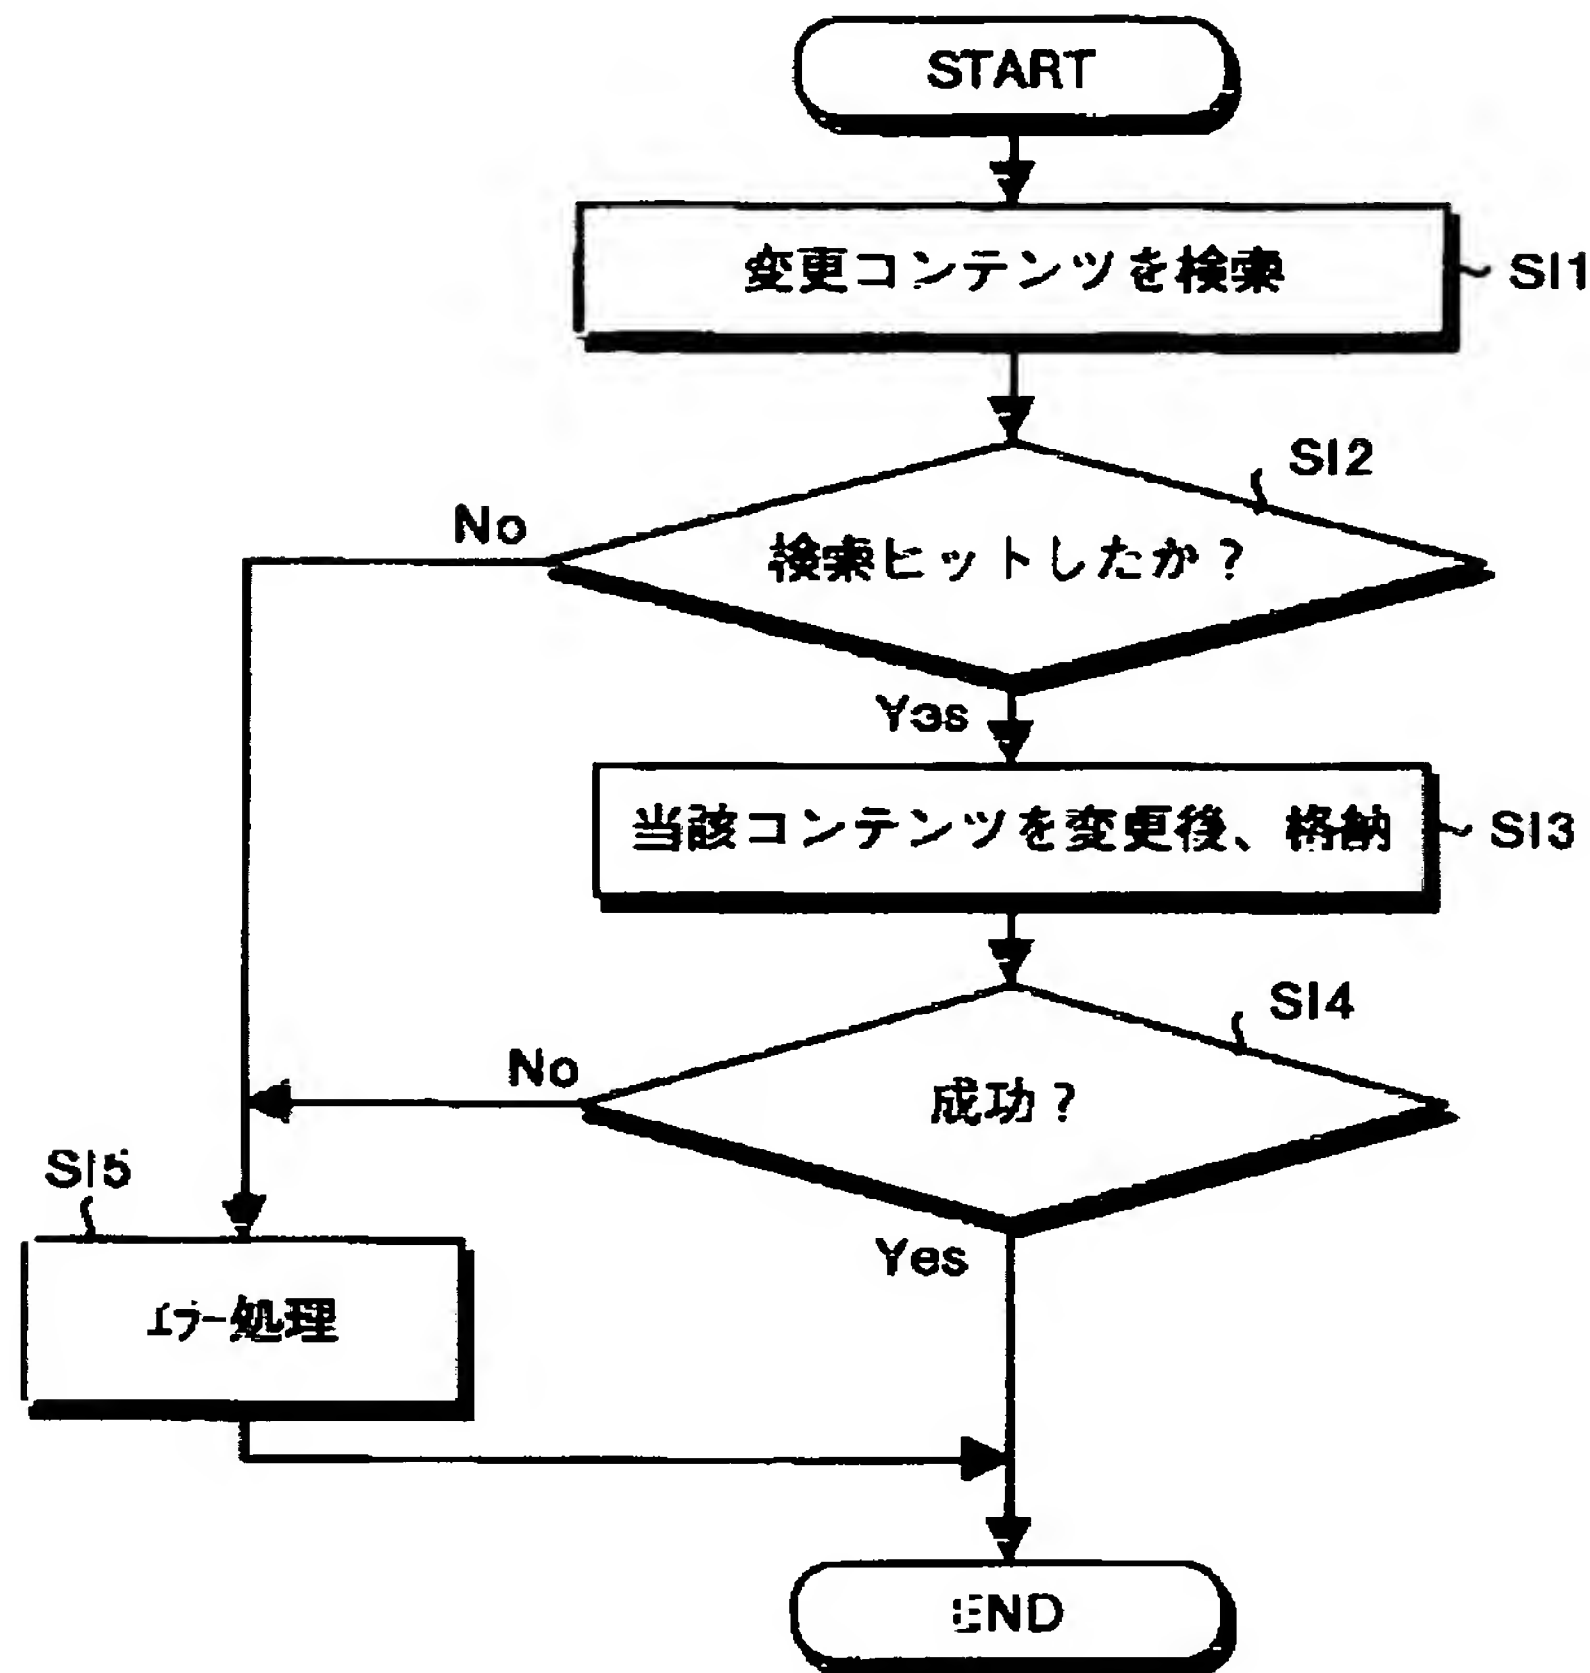 START
変更コンテンツを検索
SI1
SI2
No
検索ヒットしたか？
Yes
当該コンテンツを変更後、格納
SI3
SI4
No
成功？
SI5
Yes
エラー処理
END